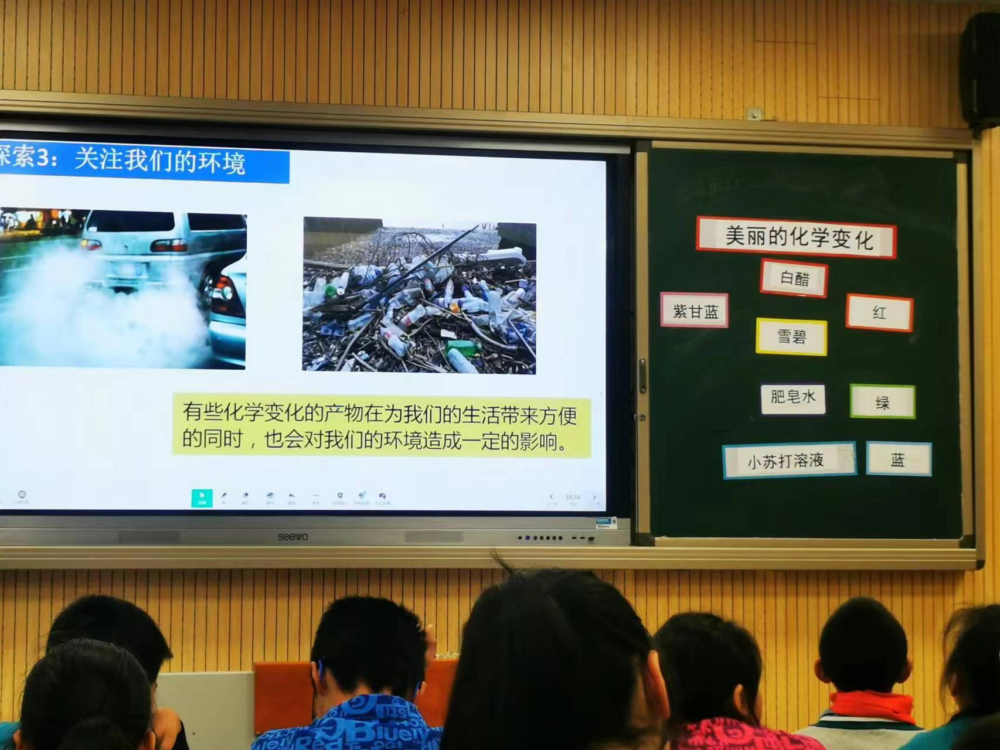 探索3：关注我们的环境
有些化学变化的产物在为我们的生活带来方便
的同时，也会对我们的环境造成一定的影响。
10/14
seewo
美丽的化学变化
白醋
紫甘蓝
红
雪碧
肥皂水
绿
小苏打溶液
蓝